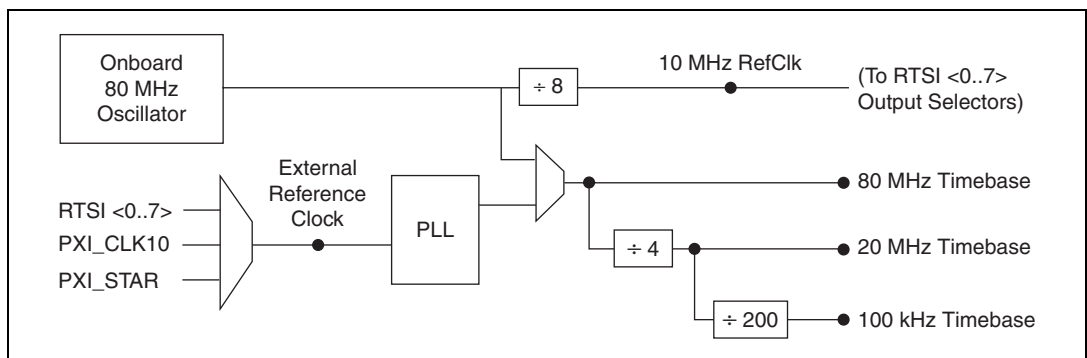 Onboard
80 MHz
Oscillator
÷ 8
10 MHz RefClk
(To RTSI <0..7>
Output Selectors)
RTSI <0..7>
PXI_CLK10
PXI_STAR
External
Reference
Clock
PLL
80 MHz Timebase
÷ 4
20 MHz Timebase
÷ 200
100 kHz Timebase